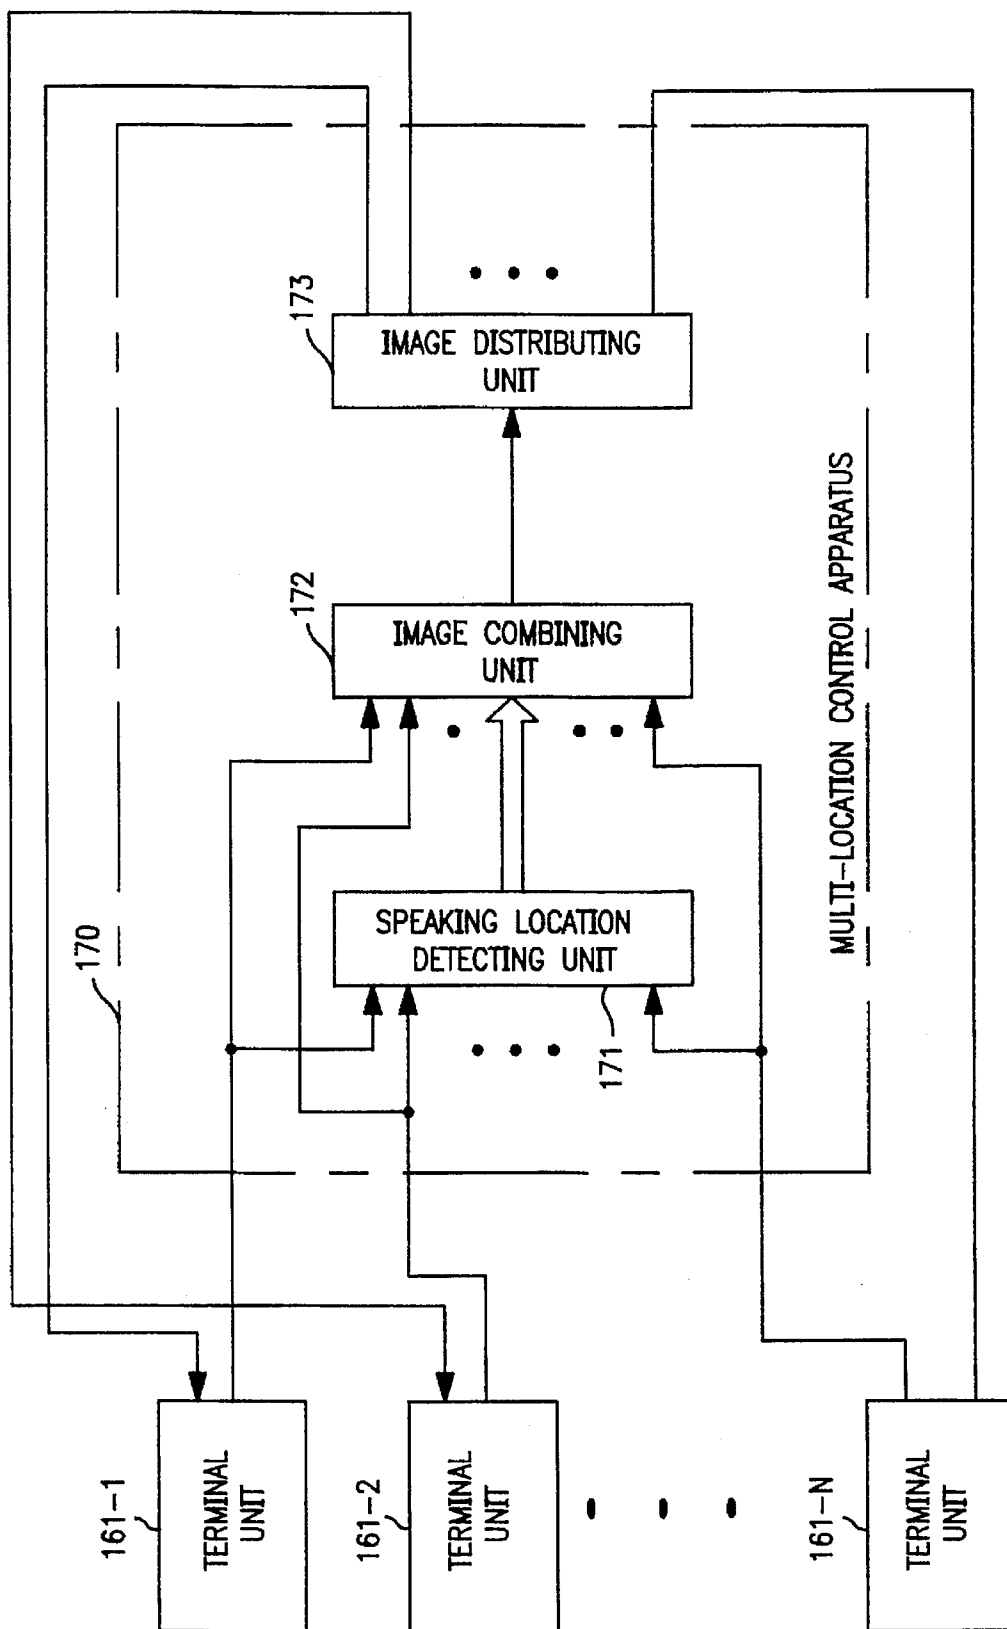 170
173
IMAGE DISTRIBUTING
UNIT
172
IMAGE COMBINING
UNIT
SPEAKING LOCATION
DETECTING UNIT
171
MULTI-LOCATION CONTROL APPARATUS
161-1
TERMINAL
UNIT
161-2
TERMINAL
UNIT
161-N
TERMINAL
UNIT